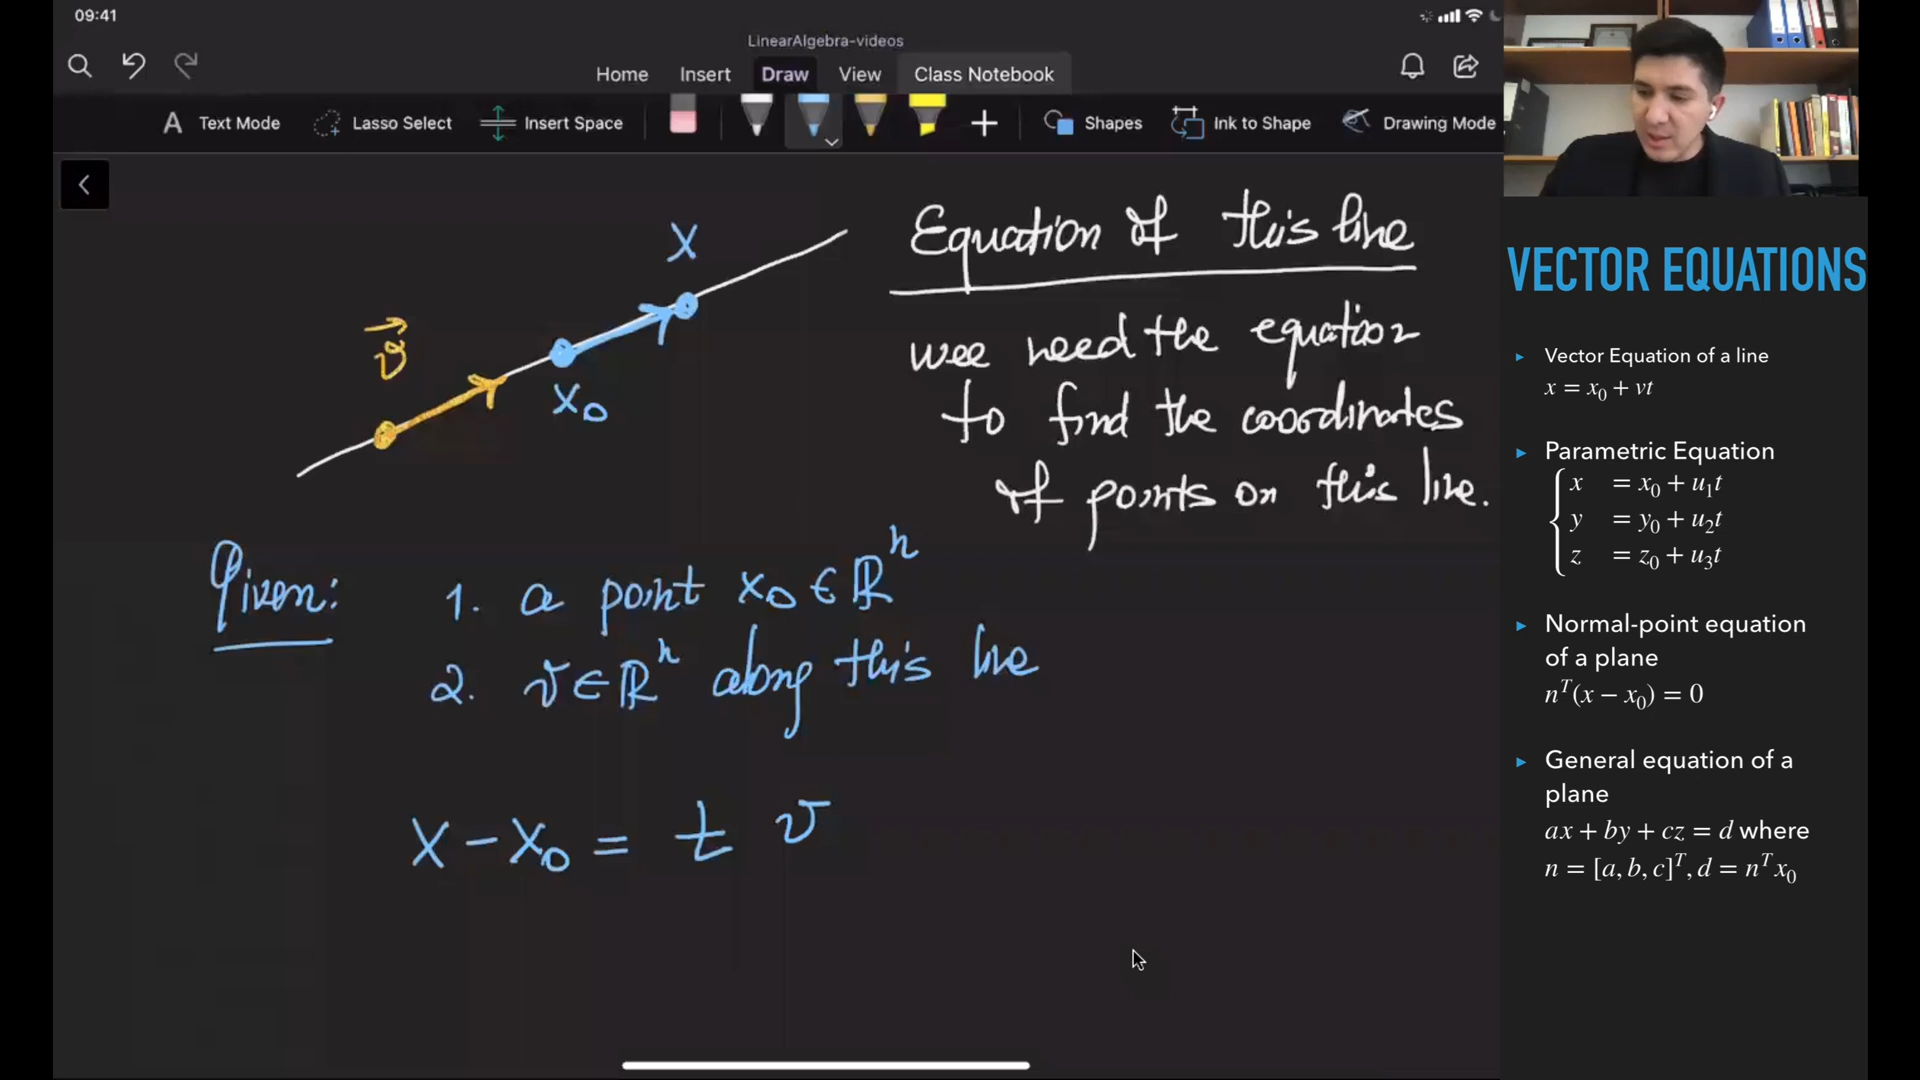 09:41
LinearAlgebra-videos
Home Insert Draw View Class Notebook
A Text Mode Lasso Select Insert Space Shapes Ink to Shape Drawing Mode
X
v⃗
x₀
Equation of this line
wee need the equation
to find the coordinates
of points on this line.
Given: 1. a point x₀ ∈ ℝⁿ
2. v ∈ ℝⁿ along this line
x − x₀ = t v
VECTOR EQUATIONS
▸ Vector Equation of a line
x = x₀ + vt
▸ Parametric Equation
x = x₀ + u₁t
y = y₀ + u₂t
z = z₀ + u₃t
▸ Normal-point equation
of a plane
nᵀ(x − x₀) = 0
▸ General equation of a
plane
ax + by + cz = d where
n = [a, b, c]ᵀ, d = nᵀx₀